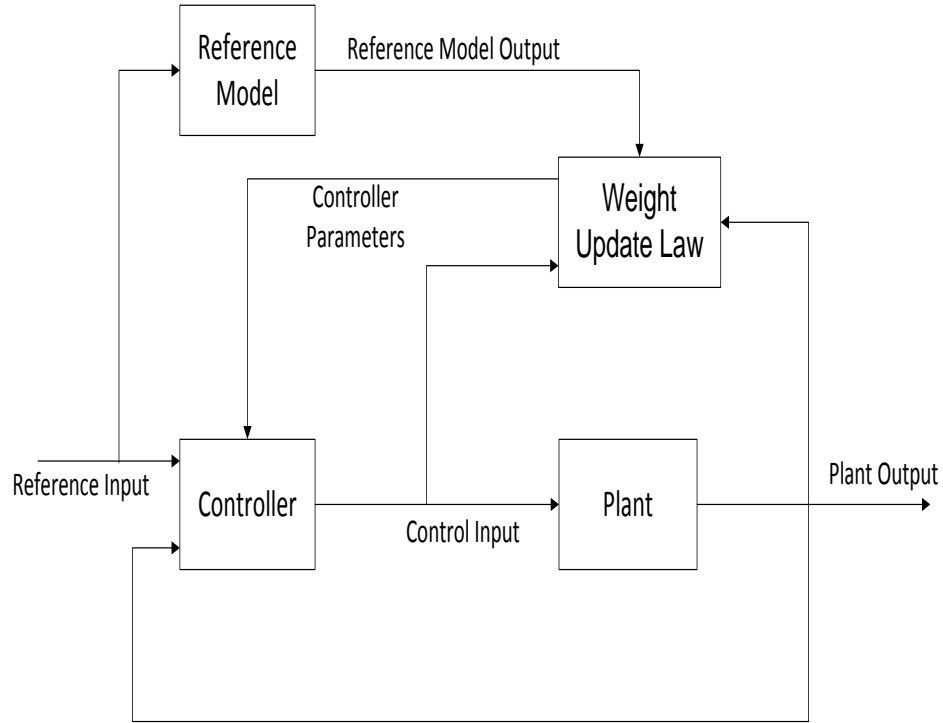 Reference
Model
Reference Model Output
Controller
Parameters
Weight
Update Law
Reference Input
Controller
Control Input
Plant
Plant Output